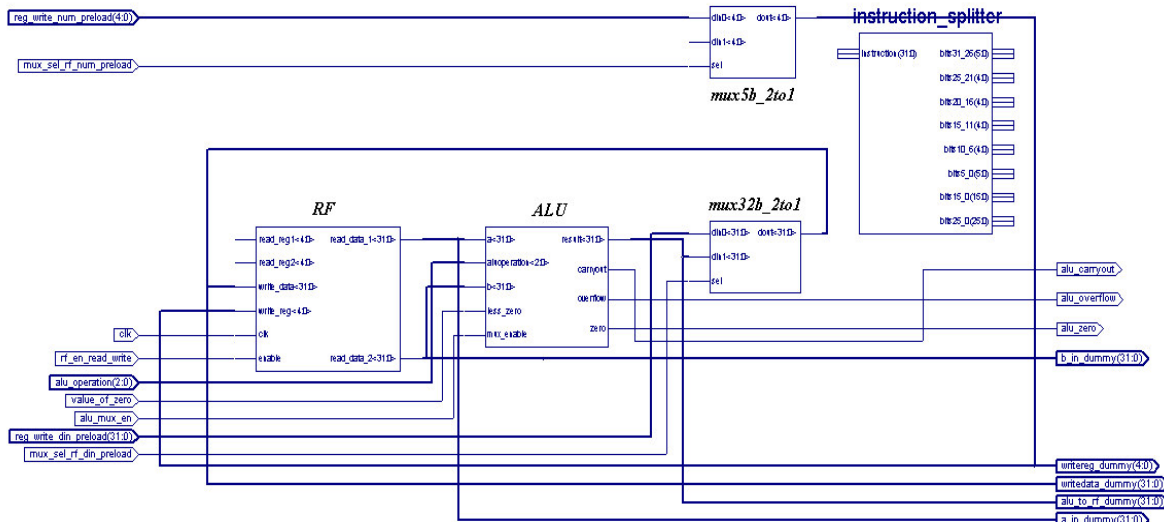 reg_write_num_preload(4:0)
mux_sel_rf_num_preload
din0<4:0> dout<4:0>
din1<4:0>
sel
mux5b_2to1
instruction_splitter
instruction(31:0)
bits31_26(5:0)
bits25_21(4:0)
bits20_16(4:0)
bits15_11(4:0)
bits10_6(4:0)
bits5_0(5:0)
bits15_0(15:0)
bits25_0(25:0)
RF
read_reg1<4:0> read_data_1<31:0>
read_reg2<4:0>
write_data<31:0>
write_reg<4:0>
clk
enable read_data_2<31:0>
ALU
a<31:0> result<31:0>
aluoperation<2:0> carryout
b<31:0> overflow
less_zero
mux_enable zero
mux32b_2to1
din0<31:0> dout<31:0>
din1<31:0>
sel
clk
rf_en_read_write
alu_operation(2:0)
value_of_zero
alu_mux_en
reg_write_din_preload(31:0)
mux_sel_rf_din_preload
alu_carryout
alu_overflow
alu_zero
b_in_dummy(31:0)
writereg_dummy(4:0)
writedata_dummy(31:0)
alu_to_rf_dummy(31:0)
a_in_dummy(31:0)